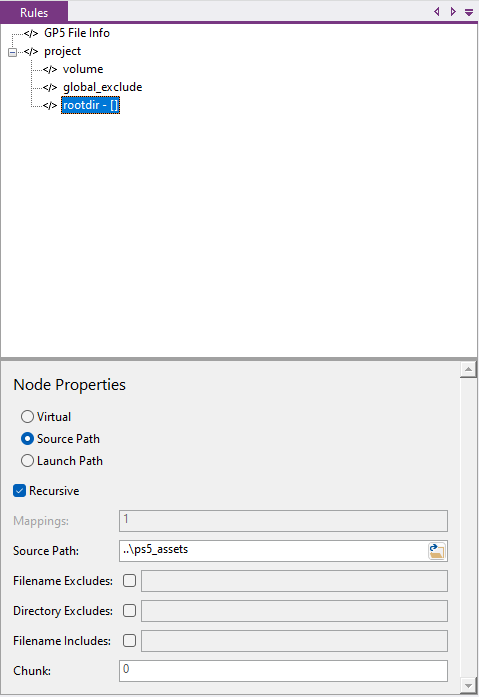 Rules
</> GP5 File Info
</> project
</> volume
</> global_exclude
</> rootdir - []
Node Properties
Virtual
Source Path
Launch Path
Recursive
Mappings: 1
Source Path: ..\ps5_assets
Filename Excludes:
Directory Excludes:
Filename Includes:
Chunk: 0